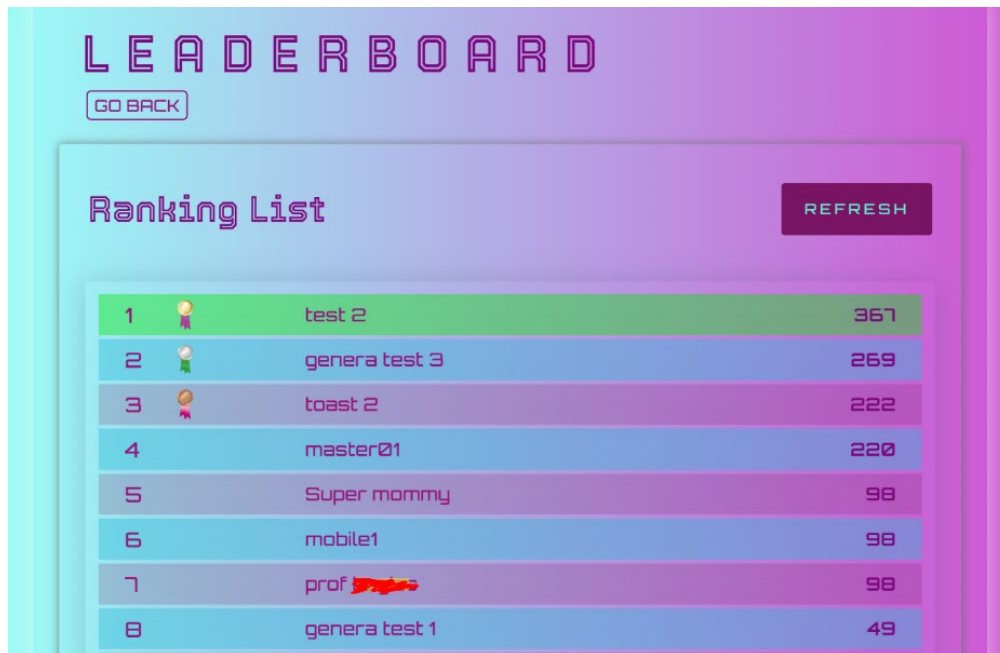 LEADERBOARD
GO BACK
Ranking List
REFRESH
1 test 2 367
2 genera test 3 269
3 toast 2 222
4 master01 220
5 Super mommy 98
6 mobile1 98
7 prof 98
8 genera test 1 49